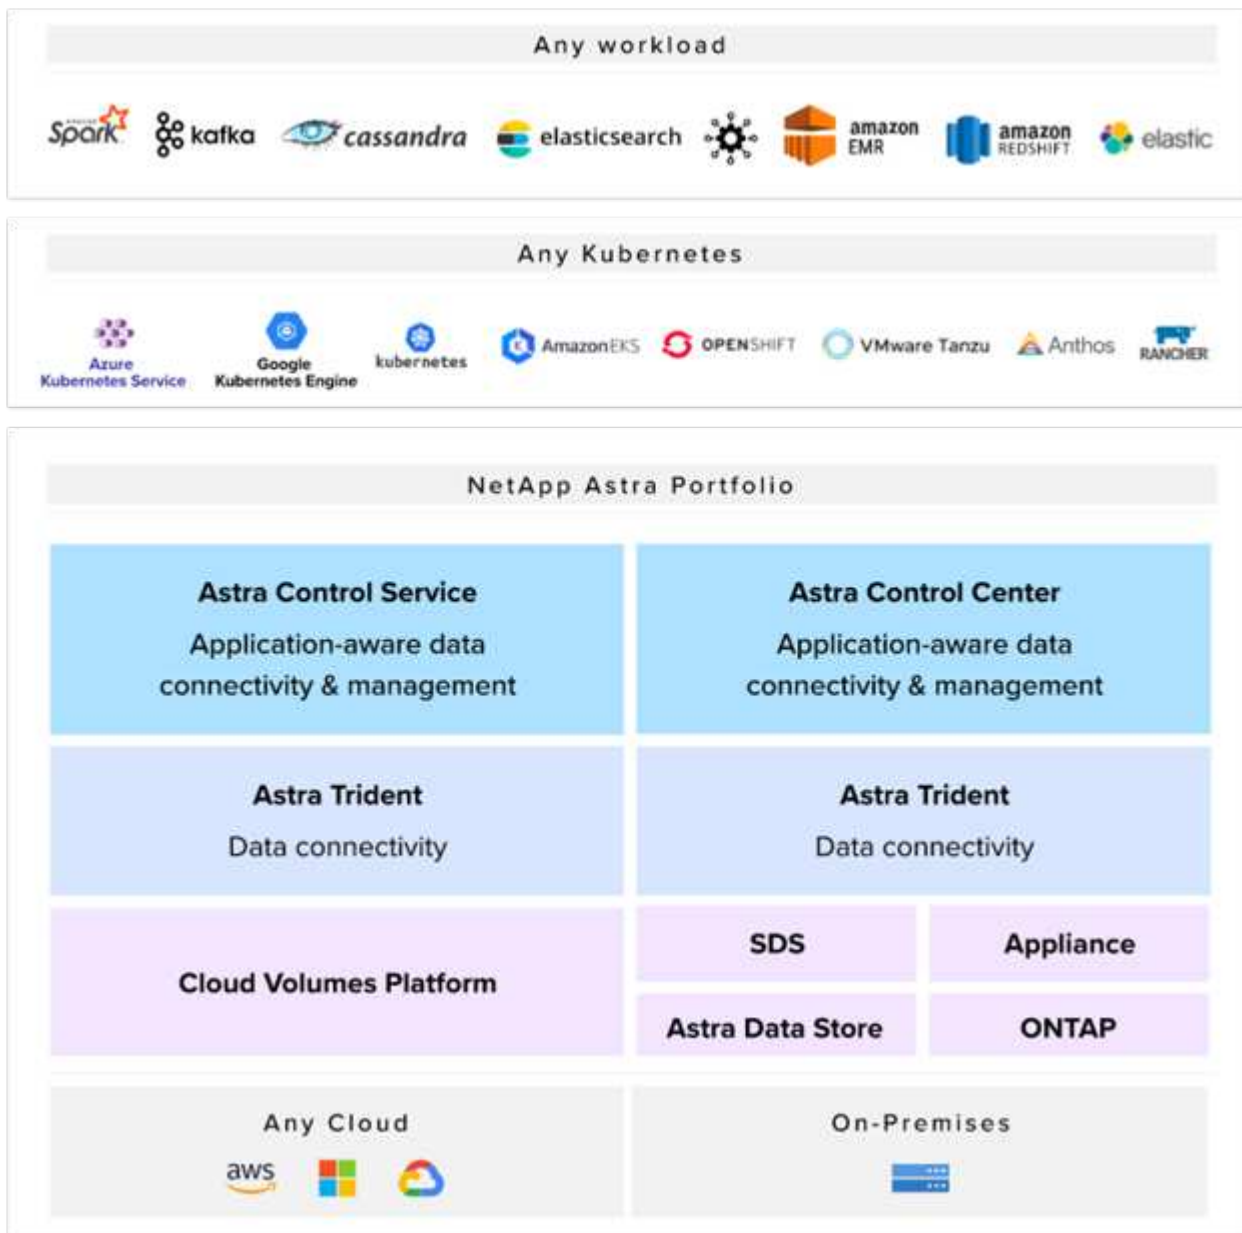 Any workload
APACHE
Spark
kafka
cassandra
elasticsearch
amazon
EMR
amazon
REDSHIFT
elastic
Any Kubernetes
Azure
Kubernetes Service
Google
Kubernetes Engine
kubernetes
AmazonEKS
OPENSHIFT
VMware Tanzu
Anthos
RANCHER
NetApp Astra Portfolio
Astra Control Service
Application-aware data
connectivity & management
Astra Control Center
Application-aware data
connectivity & management
Astra Trident
Data connectivity
Astra Trident
Data connectivity
Cloud Volumes Platform
SDS
Appliance
Astra Data Store
ONTAP
Any Cloud
aws
On-Premises